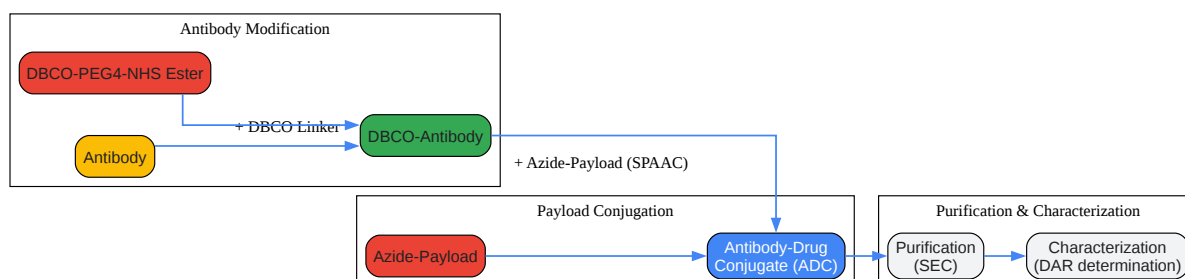 Antibody Modification
DBCO-PEG4-NHS Ester
+ DBCO Linker
DBCO-Antibody
Antibody
+ Azide-Payload (SPAAC)
Payload Conjugation
Azide-Payload
Antibody-Drug
Conjugate (ADC)
Purification & Characterization
Purification
(SEC)
Characterization
(DAR determination)